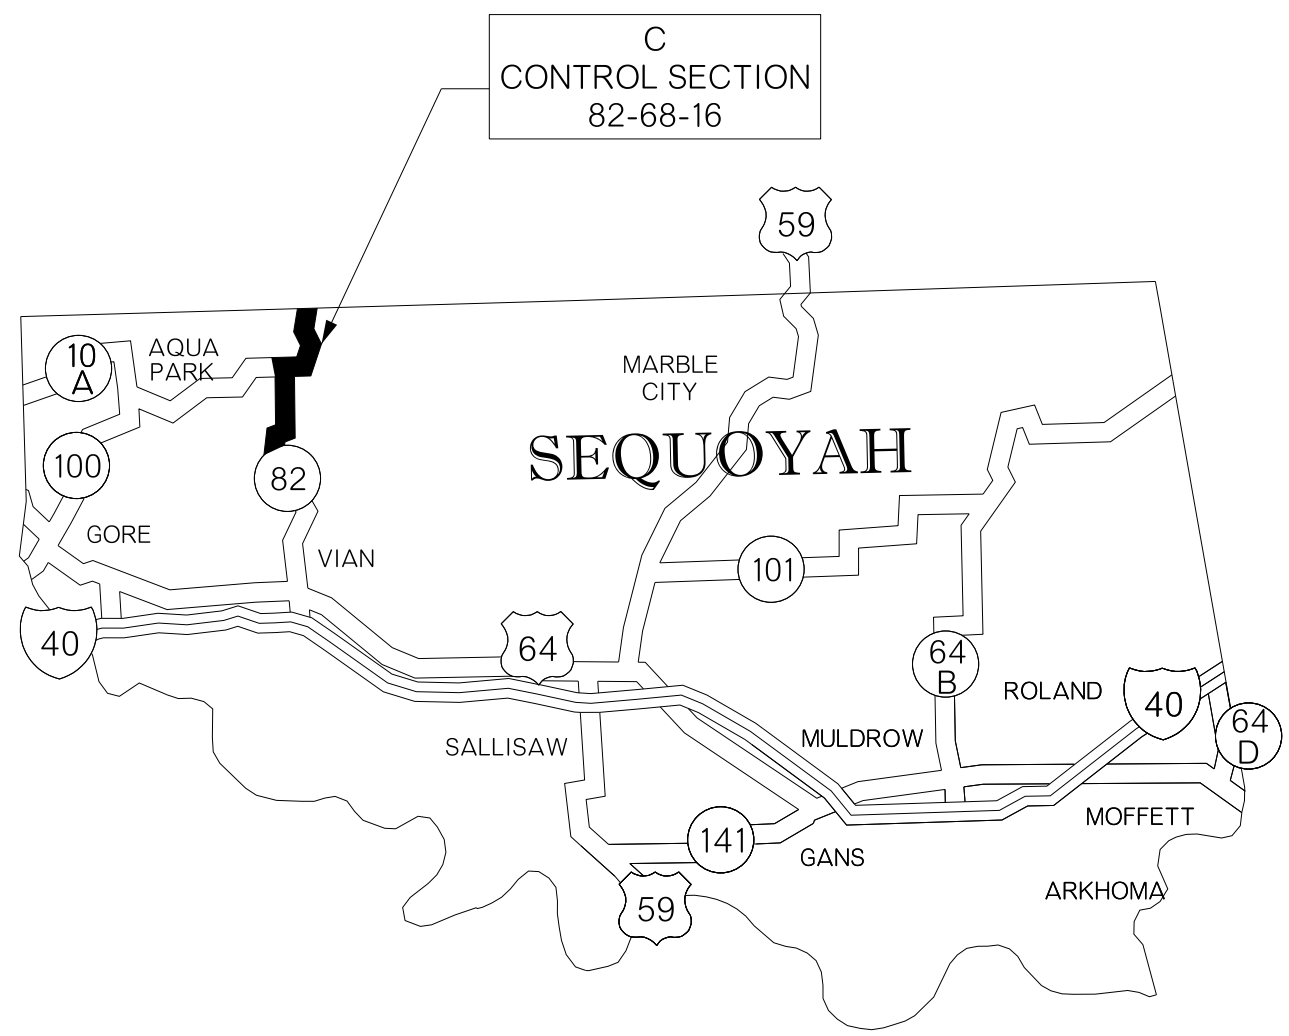 C
CONTROL SECTION
82-68-16
59
10
A
AQUA
PARK
MARBLE
CITY
SEQUOYAH
100
82
GORE
VIAN
101
40
64
64
B
ROLAND
40
64
D
SALLISAW
MULDROW
MOFFETT
141
GANS
ARKHOMA
59